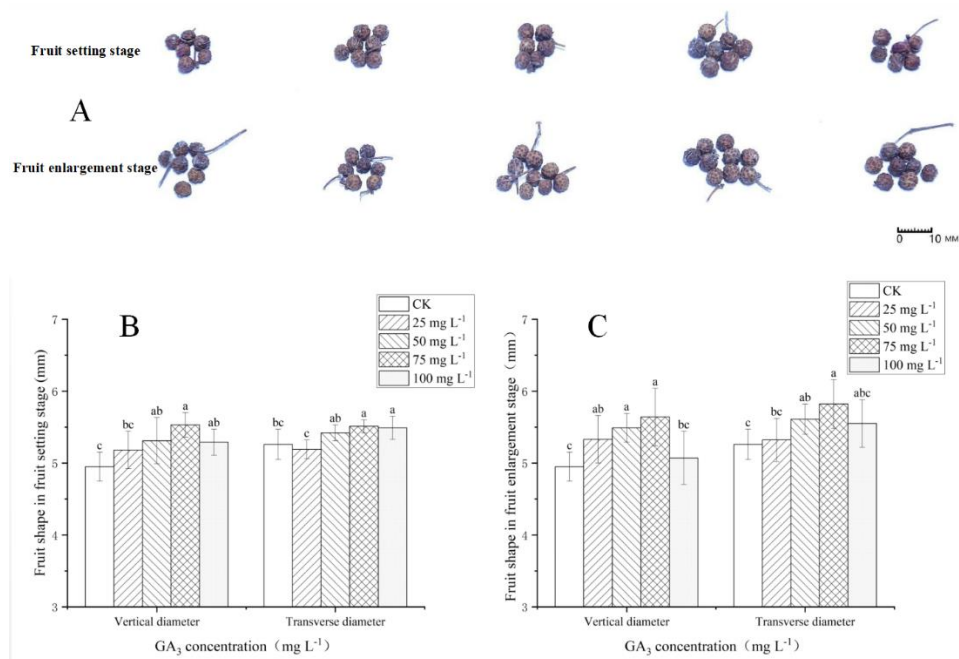 Fruit setting stage
A
Fruit enlargement stage
0 10 мм
B
CK
25 mg L⁻¹
50 mg L⁻¹
75 mg L⁻¹
100 mg L⁻¹
Fruit shape in fruit setting stage (mm)
7
6
5
4
3
c bc ab a ab
bc c ab a a
Vertical diameter Transverse diameter
GA₃ concentration（mg L⁻¹）
C
CK
25 mg L⁻¹
50 mg L⁻¹
75 mg L⁻¹
100 mg L⁻¹
Fruit shape in fruit enlargement stage (mm)
7
6
5
4
3
c ab a a bc
c bc ab a abc
Vertical diameter Transverse diameter
GA₃ concentration（mg L⁻¹）